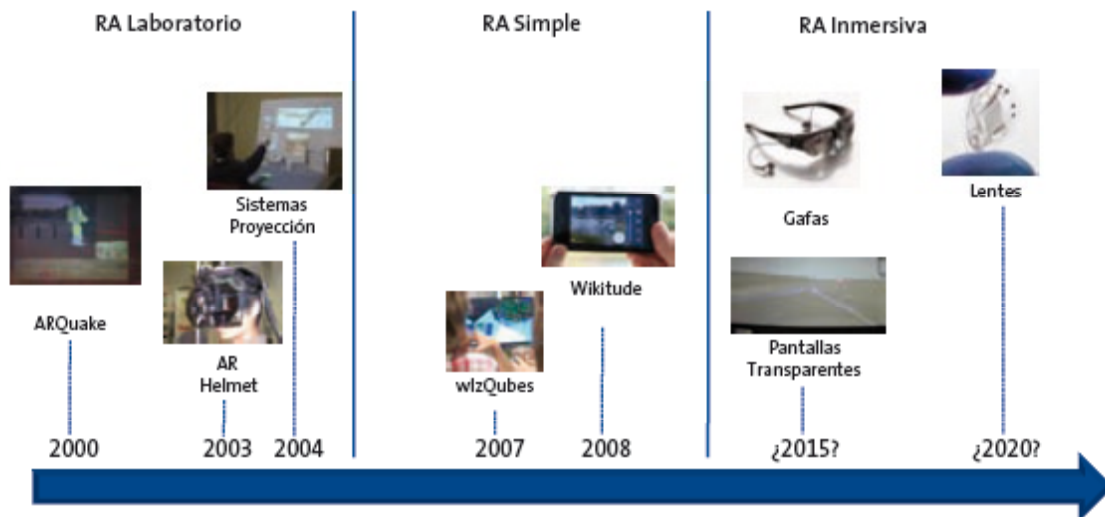 RA Laboratorio
RA Simple
RA Inmersiva
Sistemas
Proyección
ARQuake
AR
Helmet
Wikitude
wlzQubes
Gafas
Pantallas
Transparentes
Lentes
2000
2003
2004
2007
2008
¿2015?
¿2020?